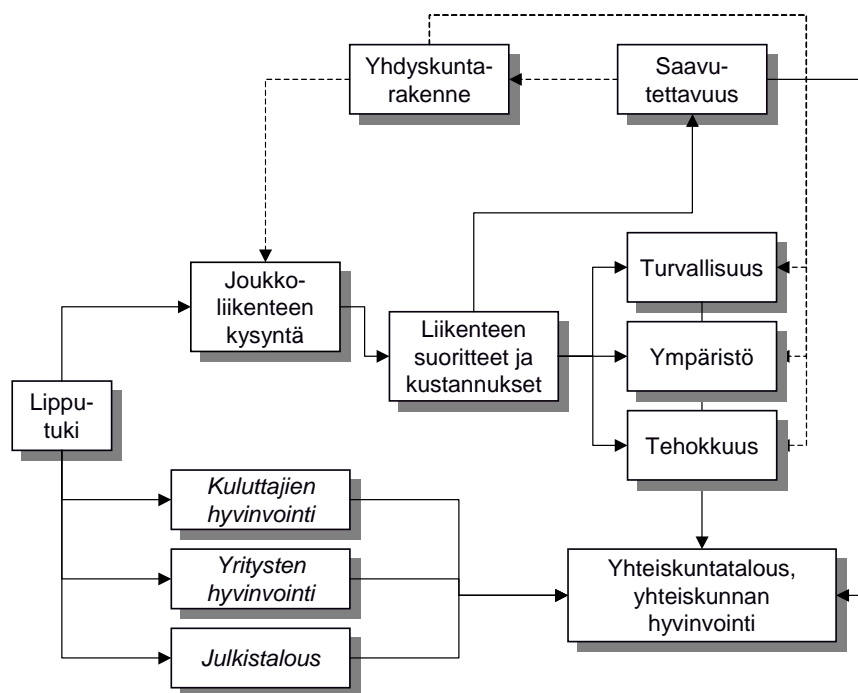 Yhdyskunta-
rakenne
Saavu-
tettavuus
Joukko-
liikenteen
kysyntä
Liikenteen
suoritteet ja
kustannukset
Turvallisuus
Ympäristö
Tehokkuus
Lippu-
tuki
Kuluttajien
hyvinvointi
Yritysten
hyvinvointi
Julkistalous
Yhteiskuntatalous,
yhteiskunnan
hyvinvointi